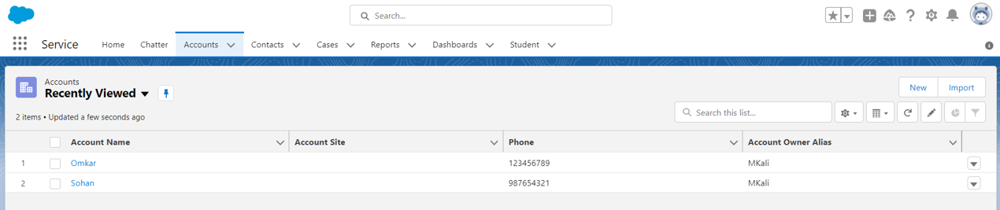 Search...
Service Home Chatter Accounts Contacts Cases Reports Dashboards Student
Accounts
Recently Viewed
New Import
2 items • Updated a few seconds ago
Search this list...
Account Name Account Site Phone Account Owner Alias
1 Omkar 123456789 MKali
2 Sohan 987654321 MKali